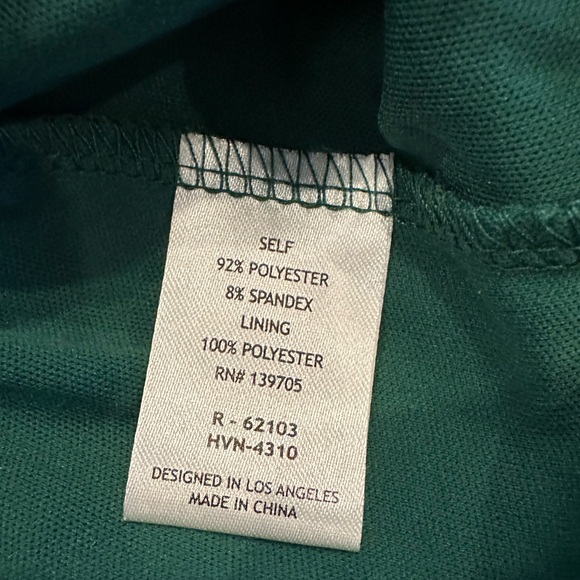 SELF
92% POLYESTER
8% SPANDEX
LINING
100% POLYESTER
RN# 139705
R - 62103
HVN-4310
DESIGNED IN LOS ANGELES
MADE IN CHINA